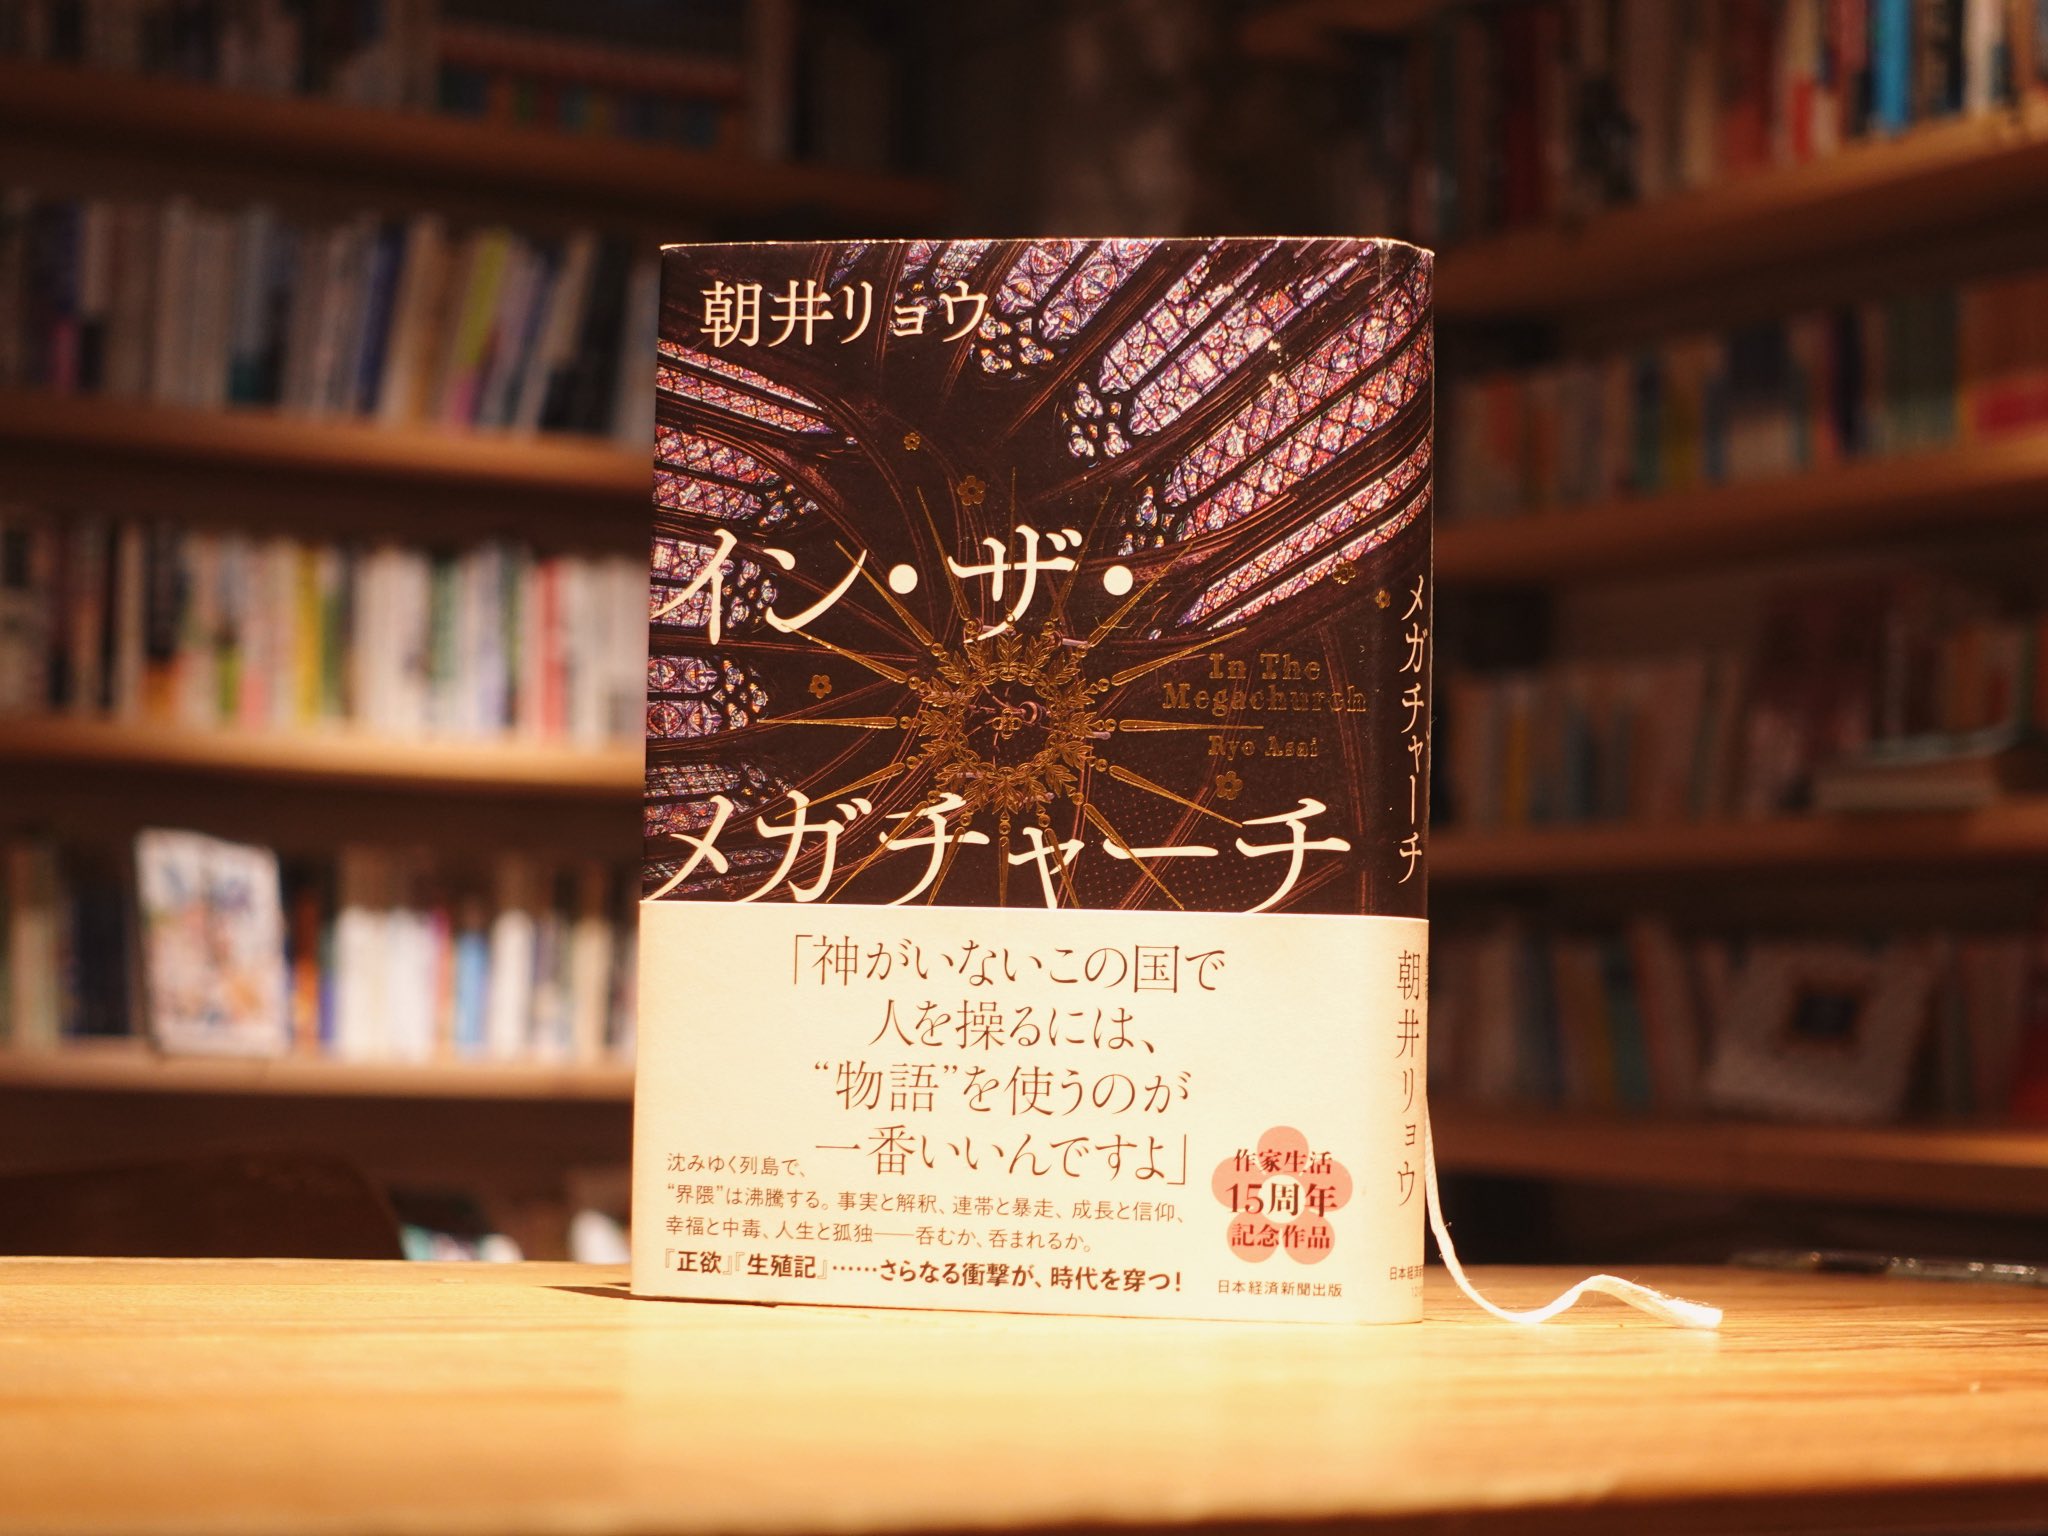 朝井リョウ
イン・ザ・
In The
Megachurch
Ryo Asai
メガチャーチ
「神がいないこの国で
人を操るには、
“物語”を使うのが
一番いいんですよ」
沈みゆく列島で、
“界隈”は沸騰する。事実と解釈、連帯と暴走、成長と信仰、
幸福と中毒、人生と孤独──呑むか、呑まれるか。
『正欲』『生殖記』……さらなる衝撃が、時代を穿つ！
作家生活
15周年
記念作品
日本経済新聞出版
メガチャーチ
朝井リョウ
日本経済